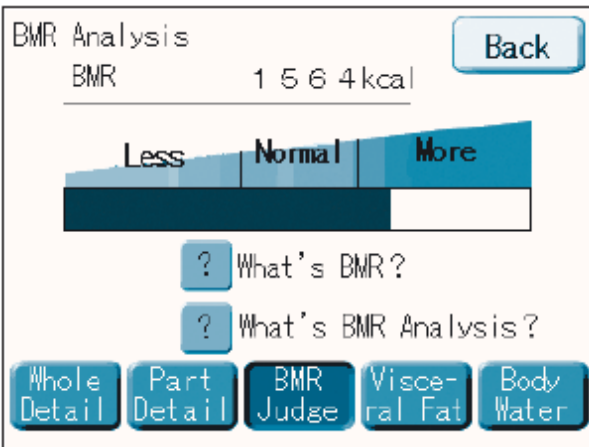 BMR Analysis
Back
BMR 1564kcal
Less Normal More
? What's BMR?
? What's BMR Analysis?
Whole Detail
Part Detail
BMR Judge
Visce-
ral Fat
Body Water